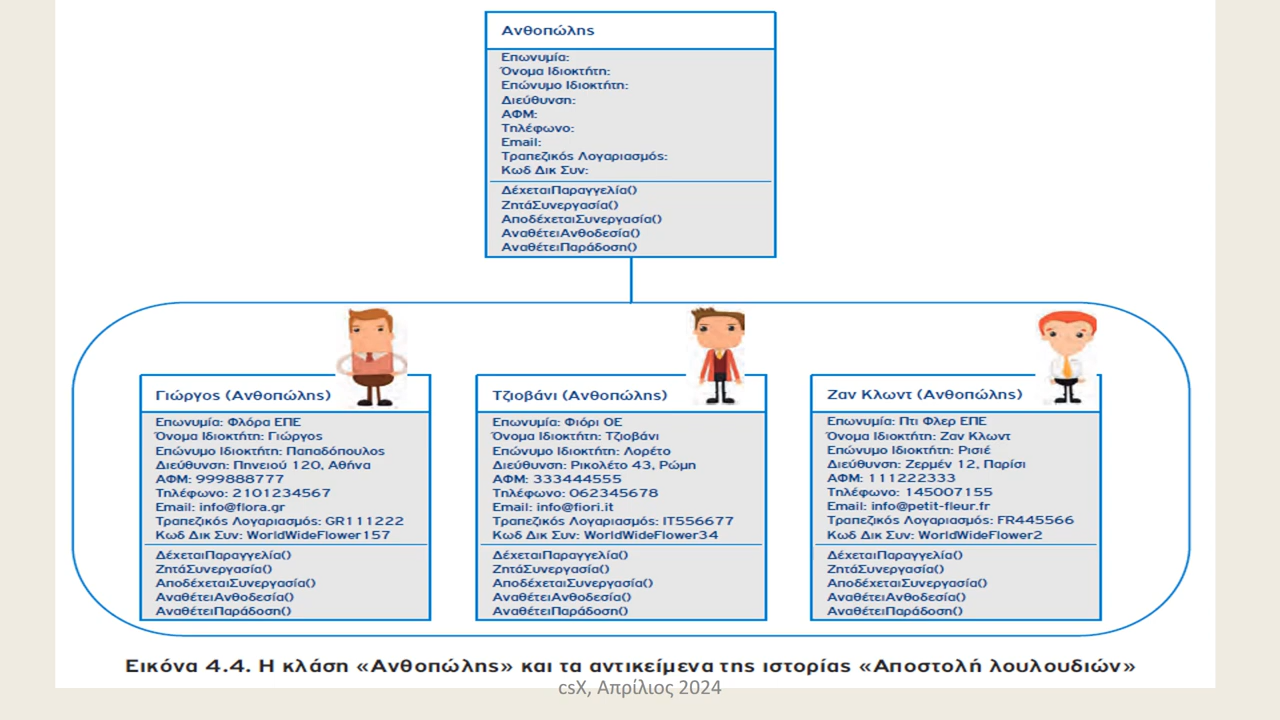 Ανθοπώλης
Επωνυμία:
Όνομα Ιδιοκτήτη:
Επώνυμο Ιδιοκτήτη:
Διεύθυνση:
ΑΦΜ:
Τηλέφωνο:
Email:
Τραπεζικός Λογαριασμός:
Κωδ Δικ Συν:
ΔέχεταιΠαραγγελία()
ΖητάΣυνεργασία()
ΑποδέχεταιΣυνεργασία()
ΑναθέτειΑνθοδεσία()
ΑναθέτειΠαράδοση()
Γιώργος (Ανθοπώλης)
Επωνυμία: Φλόρα ΕΠΕ
Όνομα Ιδιοκτήτη: Γιώργος
Επώνυμο Ιδιοκτήτη: Παπαδόπουλος
Διεύθυνση: Πηνειού 120, Αθήνα
ΑΦΜ: 999888777
Τηλέφωνο: 2101234567
Email: info@flora.gr
Τραπεζικός Λογαριασμός: GR111222
Κωδ Δικ Συν: WorldWideFlower157
ΔέχεταιΠαραγγελία()
ΖητάΣυνεργασία()
ΑποδέχεταιΣυνεργασία()
ΑναθέτειΑνθοδεσία()
ΑναθέτειΠαράδοση()
Τζιοβάνι (Ανθοπώλης)
Επωνυμία: Φιόρι ΟΕ
Όνομα Ιδιοκτήτη: Τζιοβάνι
Επώνυμο Ιδιοκτήτη: Λορέτο
Διεύθυνση: Ρικολέτο 43, Ρώμη
ΑΦΜ: 333444555
Τηλέφωνο: 062345678
Email: info@fiori.it
Τραπεζικός Λογαριασμός: IT556677
Κωδ Δικ Συν: WorldWideFlower34
ΔέχεταιΠαραγγελία()
ΖητάΣυνεργασία()
ΑποδέχεταιΣυνεργασία()
ΑναθέτειΑνθοδεσία()
ΑναθέτειΠαράδοση()
Ζαν Κλωντ (Ανθοπώλης)
Επωνυμία: Πτι Φλερ ΕΠΕ
Όνομα Ιδιοκτήτη: Ζαν Κλωντ
Επώνυμο Ιδιοκτήτη: Ρισιέ
Διεύθυνση: Ζερμέν 12, Παρίσι
ΑΦΜ: 111222333
Τηλέφωνο: 145007155
Email: info@petit-fleur.fr
Τραπεζικός Λογαριασμός: FR445566
Κωδ Δικ Συν: WorldWideFlower2
ΔέχεταιΠαραγγελία()
ΖητάΣυνεργασία()
ΑποδέχεταιΣυνεργασία()
ΑναθέτειΑνθοδεσία()
ΑναθέτειΠαράδοση()
Εικόνα 4.4. Η κλάση «Ανθοπώλης» και τα αντικείμενα της ιστορίας «Αποστολή λουλουδιών»
csX, Απρίλιος 2024